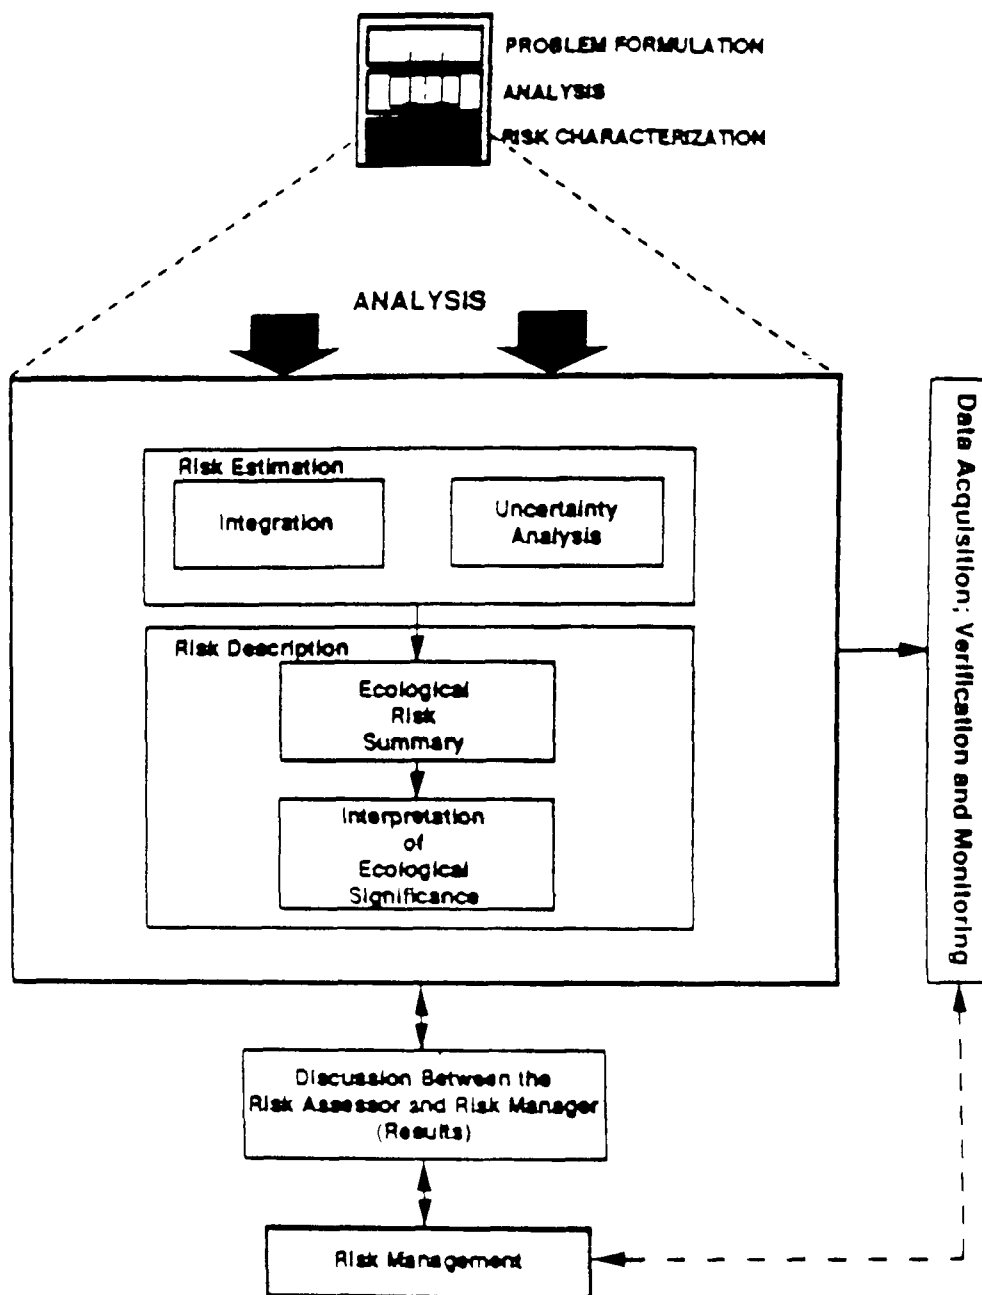 PROBLEM FORMULATION
ANALYSIS
RISK CHARACTERIZATION
ANALYSIS
Risk Estimation
Integration
Uncertainty
Analysis
Risk Description
Ecological
Risk
Summary
Interpretation
of
Ecological
Significance
Data Acquisition; Verification and Monitoring
Discussion Between the
Risk Assessor and Risk Manager
(Results)
Risk Management